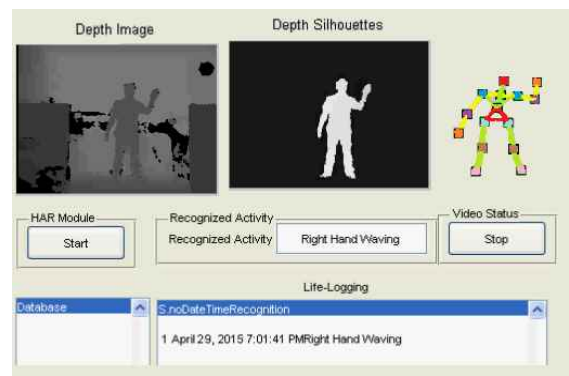 Depth Image
Depth Silhouettes
HAR Module
Start
Recognized Activity
Recognized Activity
Right Hand Waving
Video Status
Stop
Life-Logging
Database
S.noDateTimeRecognition
1 April 29, 2015 7:01:41 PMRight Hand Waving